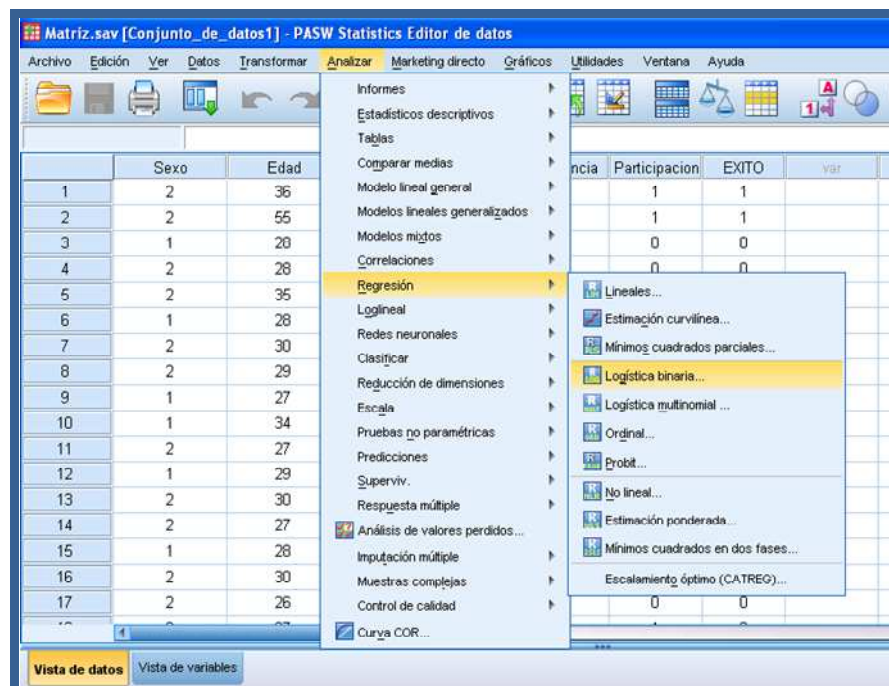 Matriz.sav [Conjunto_de_datos1] - PASW Statistics Editor de datos
Archivo Edición Ver Datos Transformar Analizar Marketing directo Gráficos Utilidades Ventana Ayuda
Informes
Estadísticos descriptivos
Tablas
Comparar medias
Modelo lineal general
Modelos lineales generalizados
Modelos mixtos
Correlaciones
Regresión
Loglineal
Redes neuronales
Clasificar
Reducción de dimensiones
Escala
Pruebas no paramétricas
Predicciones
Superviv.
Respuesta múltiple
Análisis de valores perdidos...
Imputación múltiple
Muestras complejas
Control de calidad
Curva COR...
Lineales...
Estimación curvilínea...
Mínimos cuadrados parciales...
Logística binaria...
Logística multinomial ...
Ordinal...
Probit...
No lineal...
Estimación ponderada...
Mínimos cuadrados en dos fases...
Escalamiento óptimo (CATREG)...
Sexo Edad ncia Participacion EXITO var
1 2 36 1 1
2 2 55 1 1
3 1 28 0 0
4 2 28 0 0
5 2 35
6 1 28
7 2 30
8 2 29
9 1 27
10 1 34
11 2 27
12 1 29
13 2 30
14 2 27
15 1 28
16 2 30
17 2 26 0 0
Vista de datos Vista de variables